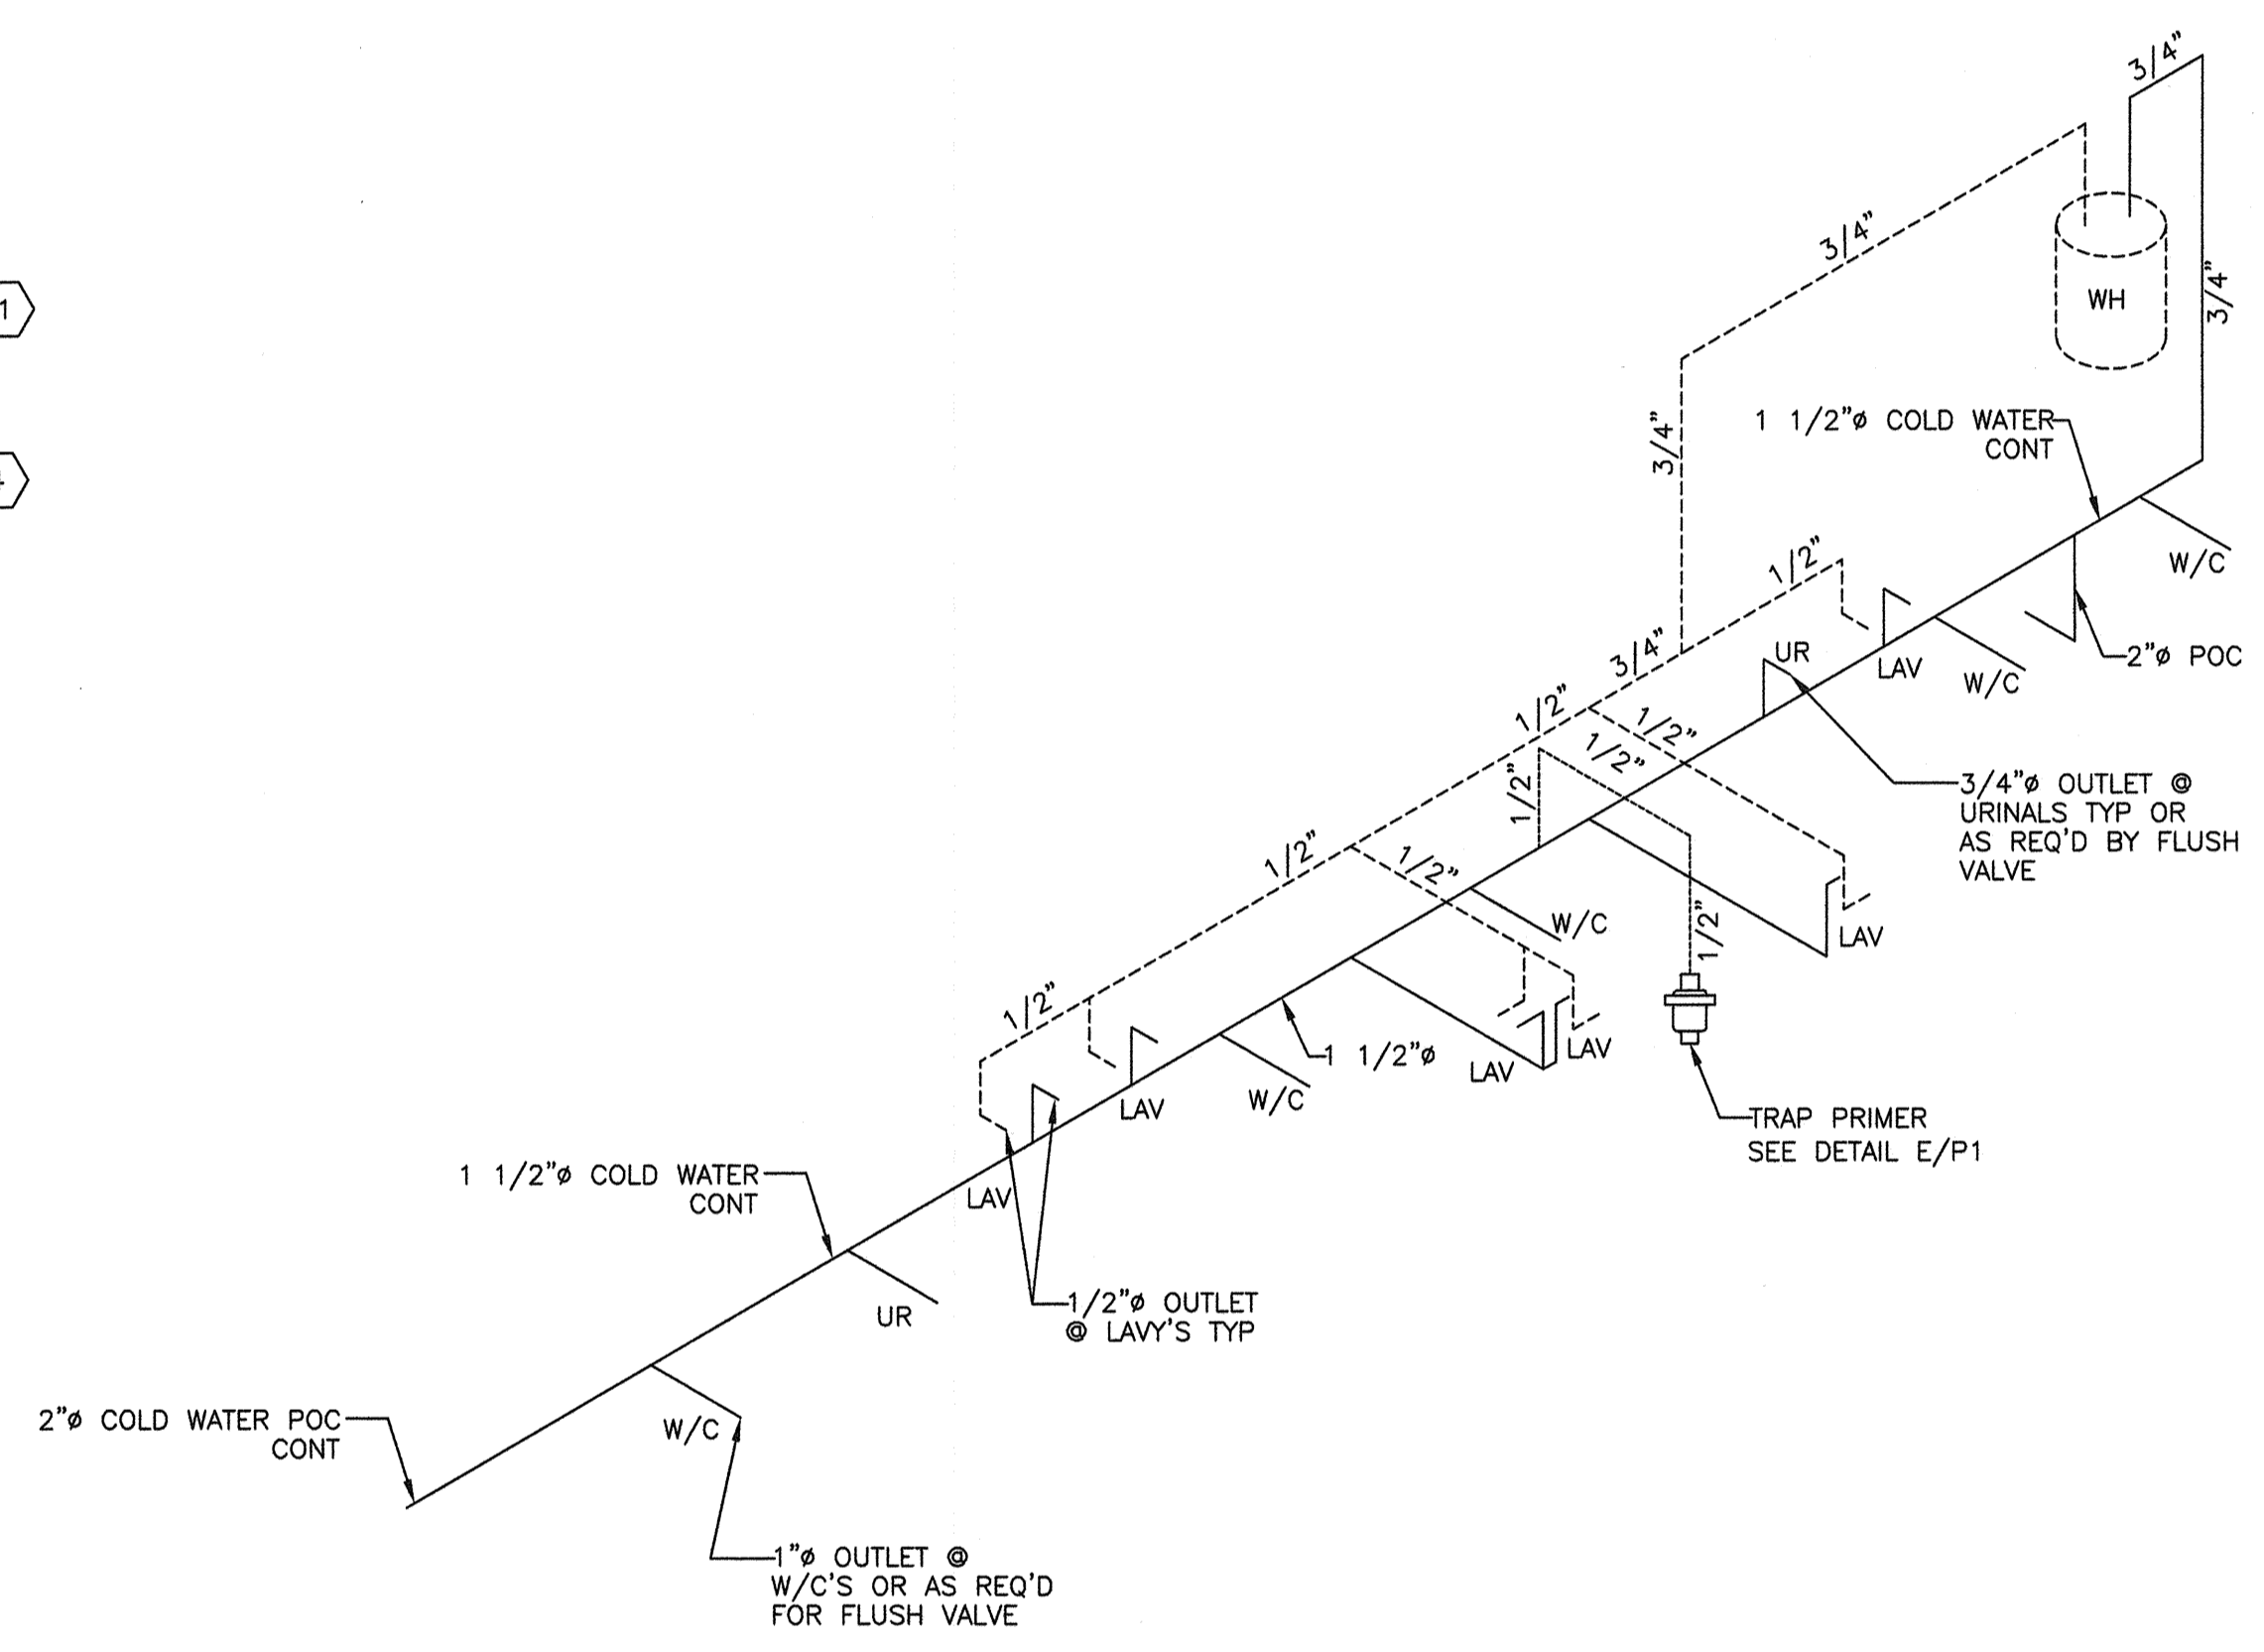 3/4"
3/4"
WH
3/4"
1
3/4"
1 1/2"ø COLD WATER
CONT
W/C
1/2"
2"ø POC
3/4"
UR
LAV
W/C
1/2"
1/2"
1/2"
1/2"
3/4"ø OUTLET @
URINALS TYP OR
AS REQ'D BY FLUSH
VALVE
1/2"
1/2"
W/C
1/2"
LAV
1/2"
1 1/2"ø
LAV
LAV
W/C
LAV
TRAP PRIMER
SEE DETAIL E/P1
1 1/2"ø COLD WATER
CONT
LAV
1/2"ø OUTLET
@ LAVY'S TYP
UR
2"ø COLD WATER POC
CONT
W/C
1"ø OUTLET @
W/C'S OR AS REQ'D
FOR FLUSH VALVE